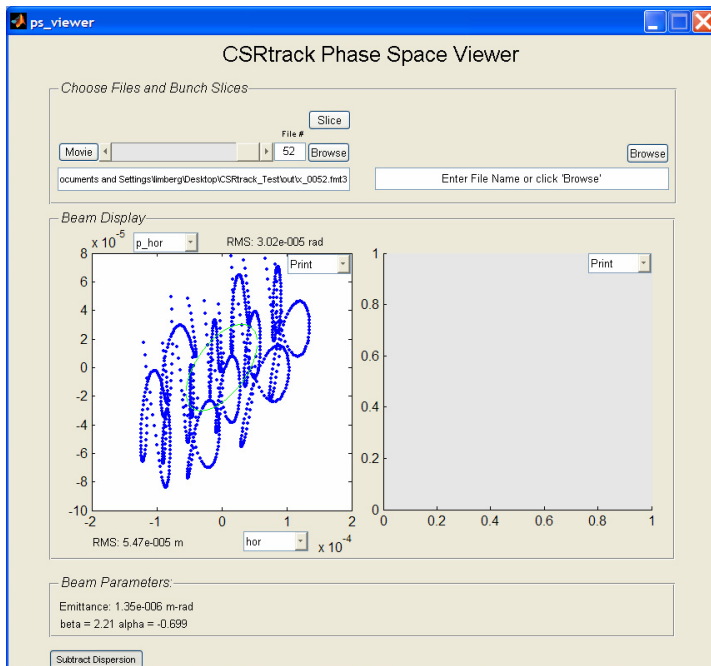 ps_viewer
CSRtrack Phase Space Viewer
Choose Files and Bunch Slices
Slice
File #
Movie 52 Browse Browse
ocuments and Settings\limberg\Desktop\CSRtrack_Test\out\x_0052.fmt3 Enter File Name or click 'Browse'
Beam Display
x 10^-5 p_hor RMS: 3.02e-005 rad
Print Print
8 1
6
4 0.8
2 0.6
0
-2 0.4
-4
-6 0.2
-8
-10 0
-2 -1 0 1 2 0 0.2 0.4 0.6 0.8 1
RMS: 5.47e-005 m hor x 10^-4
Beam Parameters:
Emittance: 1.35e-006 m-rad
beta = 2.21 alpha = -0.699
Subtract Dispersion